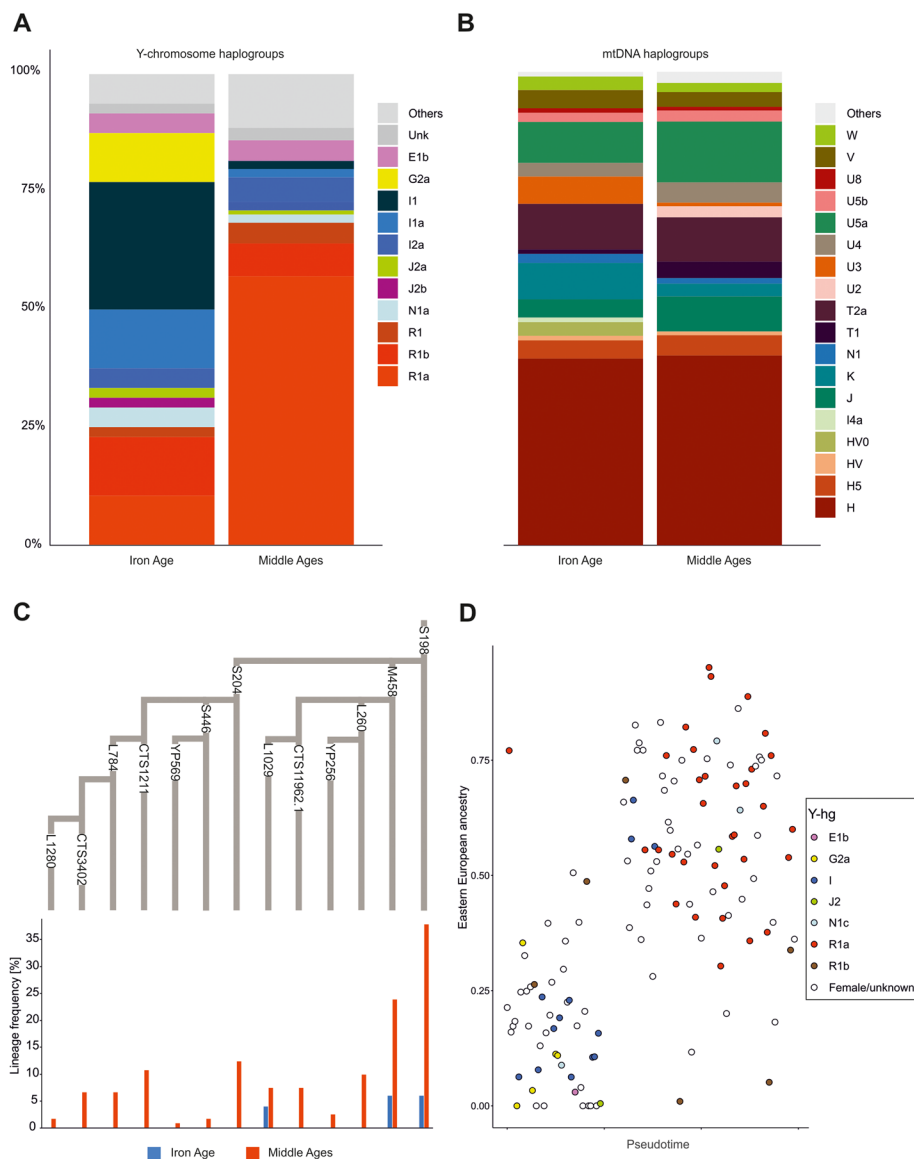 A
Y-chromosome haplogroups
100%
75%
50%
25%
0%
Iron Age
Middle Ages
Others
Unk
E1b
G2a
I1
I1a
I2a
J2a
J2b
N1a
R1
R1b
R1a
B
mtDNA haplogroups
Iron Age
Middle Ages
Others
W
V
U8
U5b
U5a
U4
U3
U2
T2a
T1
N1
K
J
I4a
HV0
HV
H5
H
C
S198
S204
M458
S446
L260
L784
CTS1211
YP569
L1029
CTS11962.1
YP256
L1280
CTS3402
Lineage frequency [%]
35
30
25
20
15
10
5
0
Iron Age
Middle Ages
D
Eastern European ancestry
0.75
0.50
0.25
0.00
Pseudotime
Y-hg
E1b
G2a
I
J2
N1c
R1a
R1b
Female/unknown